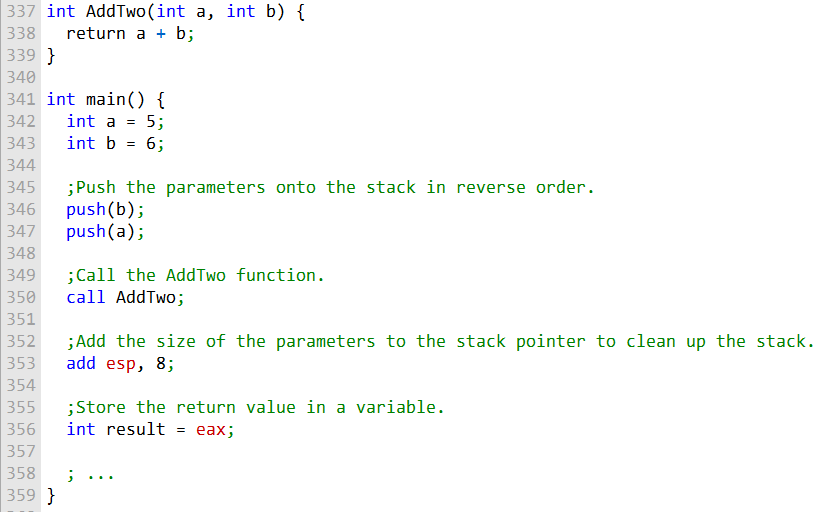 337 int AddTwo(int a, int b) {
338   return a + b;
339 }
340
341 int main() {
342   int a = 5;
343   int b = 6;
344
345   ;Push the parameters onto the stack in reverse order.
346   push(b);
347   push(a);
348
349   ;Call the AddTwo function.
350   call AddTwo;
351
352   ;Add the size of the parameters to the stack pointer to clean up the stack.
353   add esp, 8;
354
355   ;Store the return value in a variable.
356   int result = eax;
357
358   ; ...
359 }